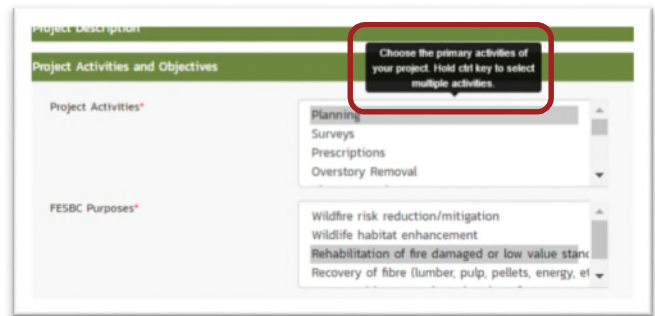 Project Description
Project Activities and Objectives
Choose the primary activities of
your project. Hold ctrl key to select
multiple activities.
Project Activities*
Planning
Surveys
Prescriptions
Overstory Removal
FESBC Purposes*
Wildfire risk reduction/mitigation
Wildlife habitat enhancement
Rehabilitation of fire damaged or low value stand
Recovery of fibre (lumber, pulp, pellets, energy, et